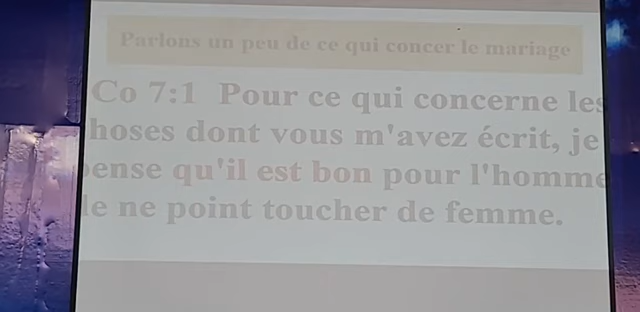 Parlons un peu de ce qui concer le mariage
Co 7:1 Pour ce qui concerne les
hoses dont vous m'avez écrit, je
ense qu'il est bon pour l'homme
e ne point toucher de femme.